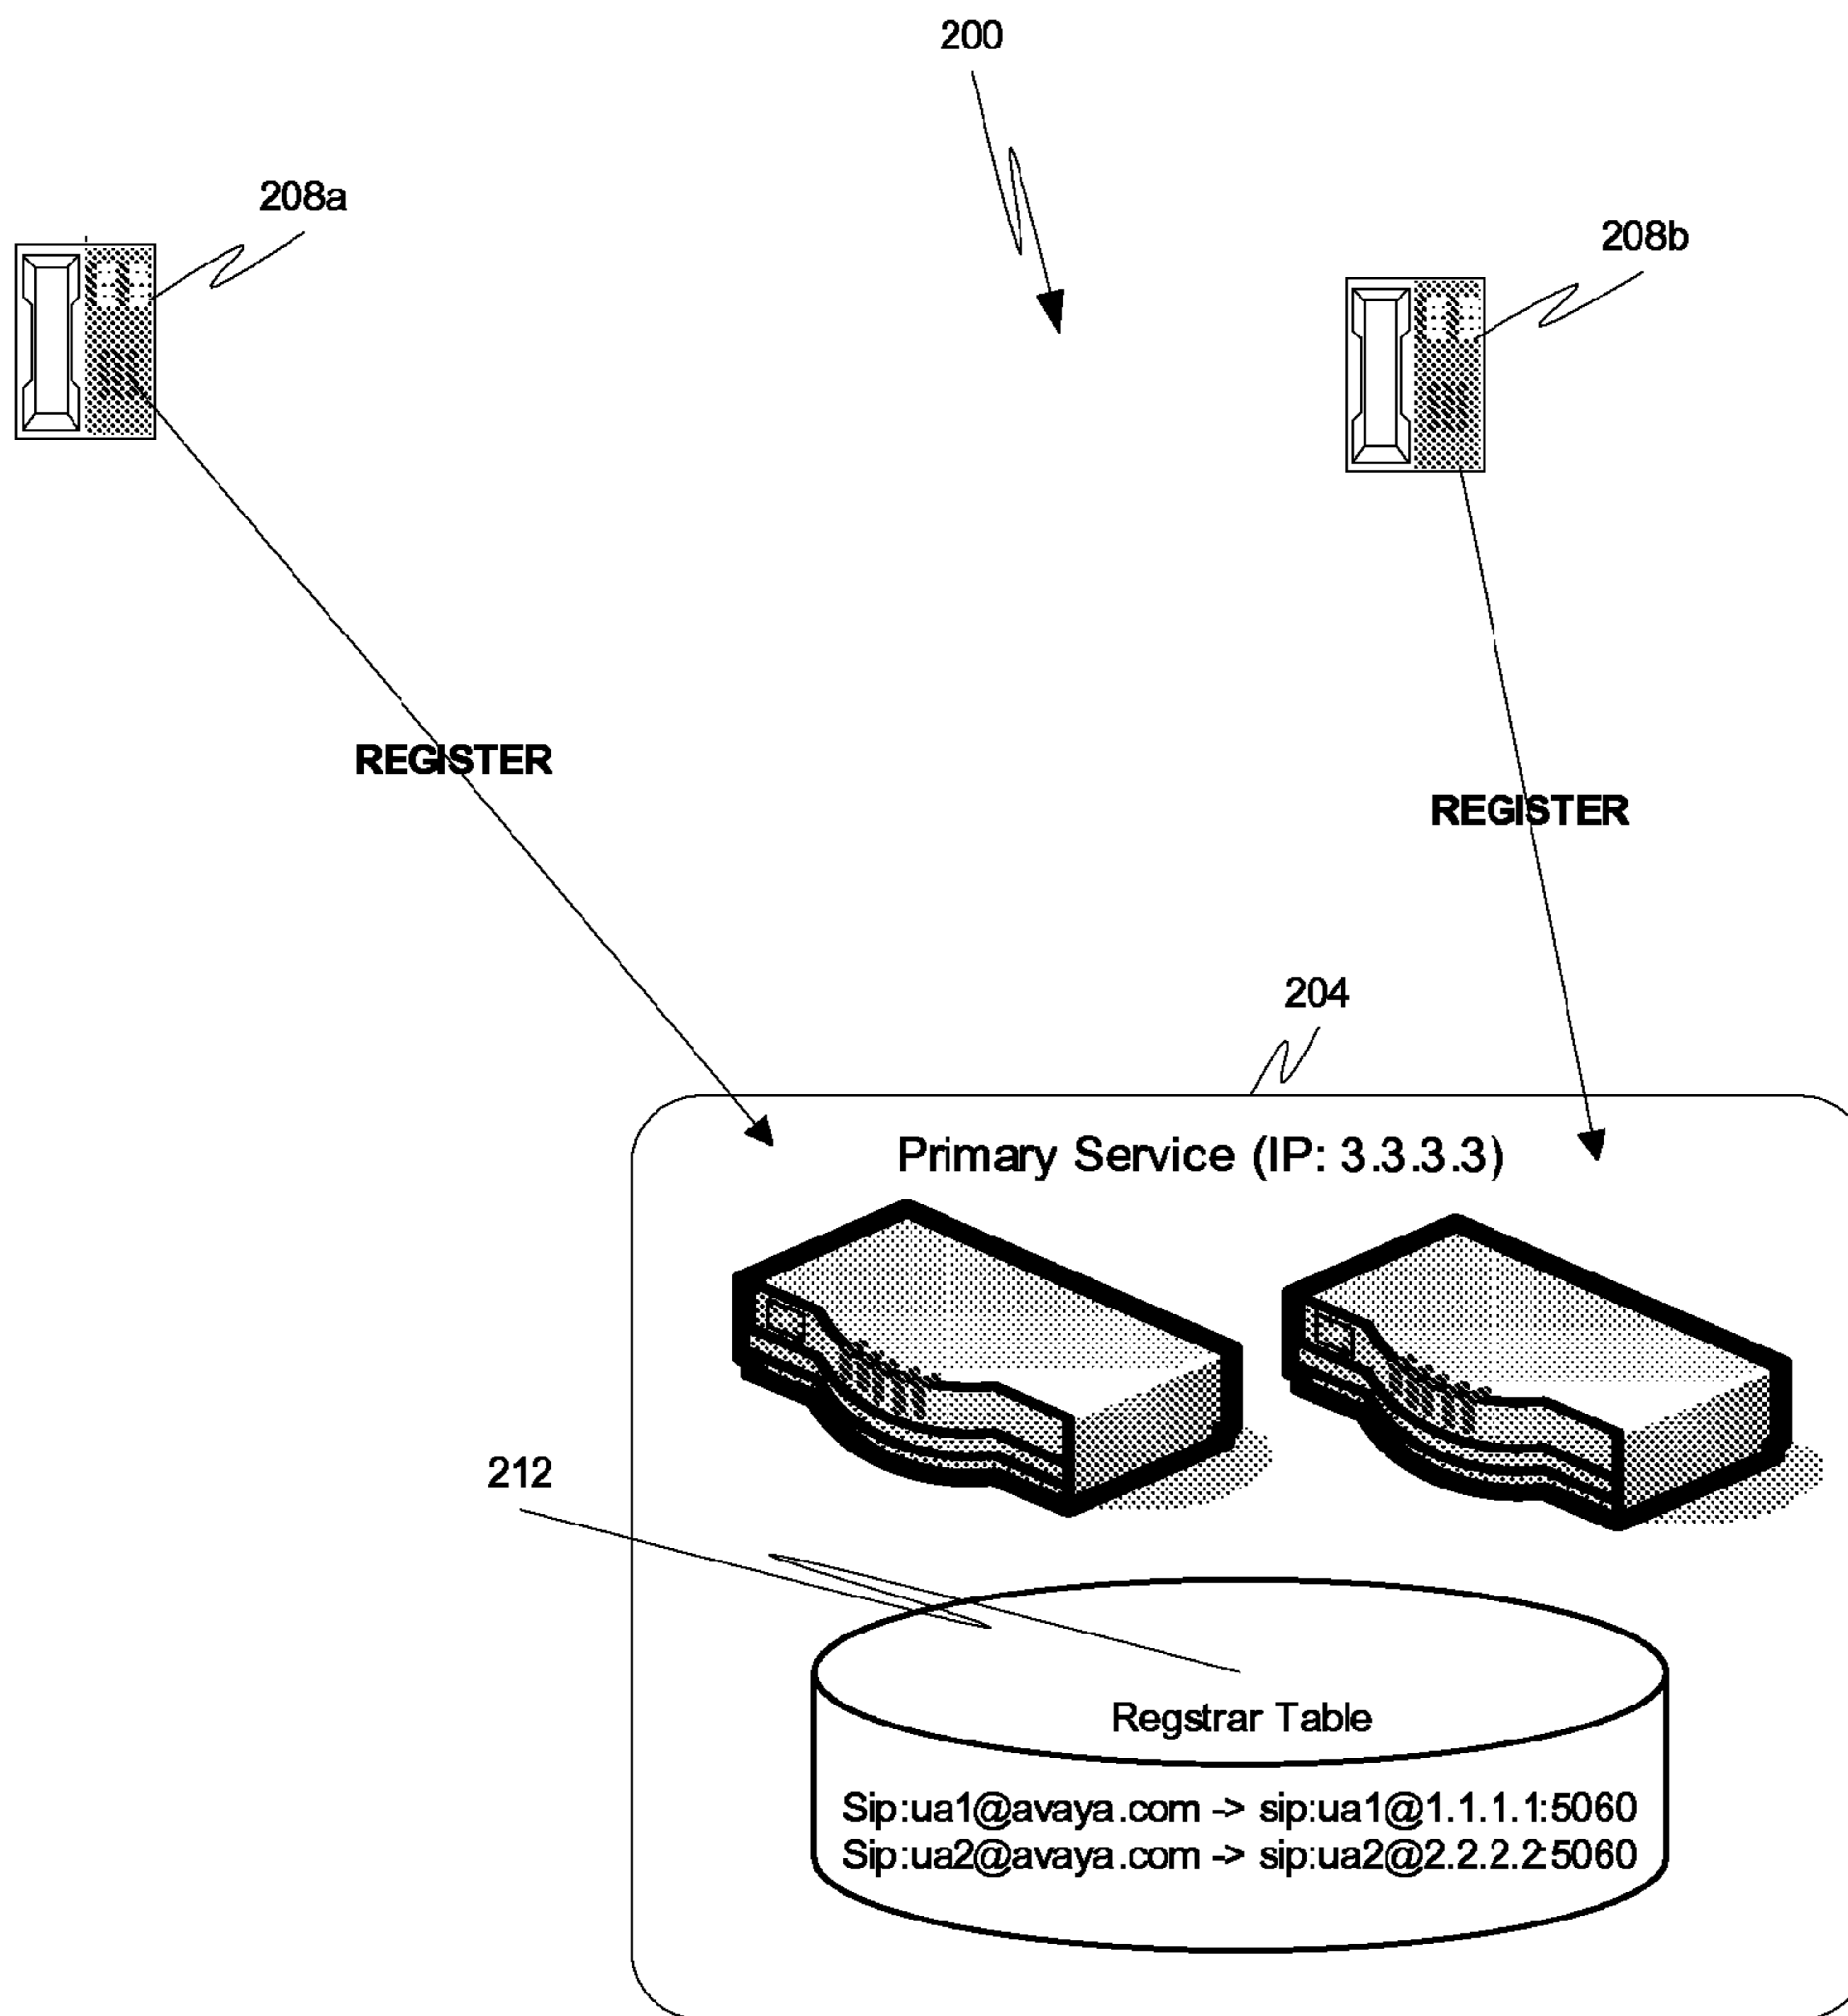 200
208a
208b
REGISTER
REGISTER
204
Primary Service (IP: 3.3.3.3)
212
Regstrar Table
Sip:ua1@avaya.com -> sip:ua1@1.1.1.1:5060
Sip:ua2@avaya.com -> sip:ua2@2.2.2.2:5060